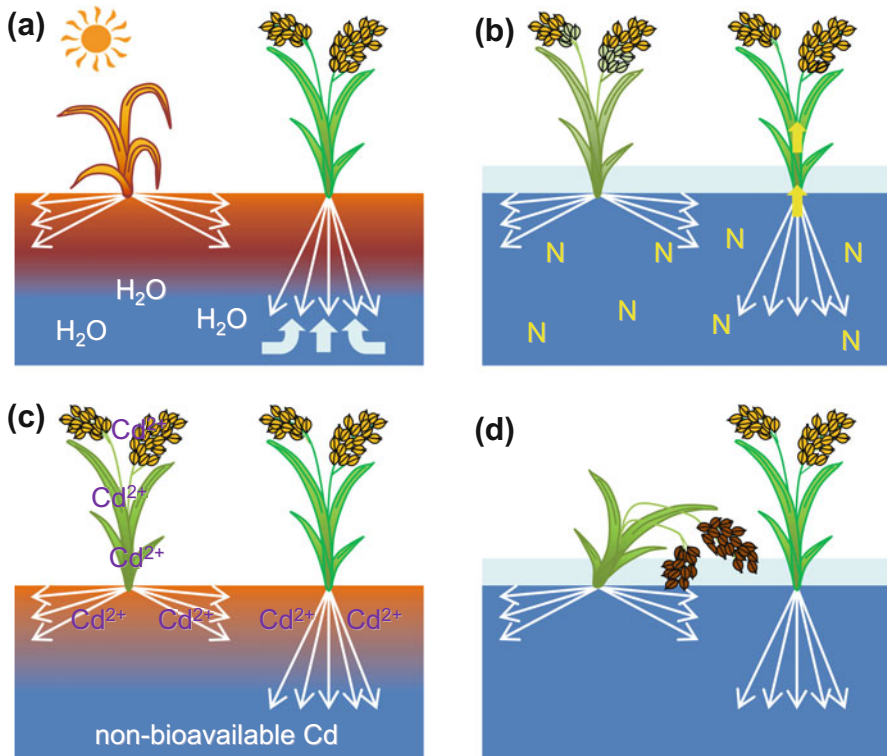 (a)
H₂O
H₂O
H₂O
(b)
N
N
N
N
N
N
N
N
(c)
Cd²⁺
Cd²⁺
Cd²⁺
Cd²⁺ Cd²⁺ Cd²⁺ Cd²⁺
non-bioavailable Cd
(d)